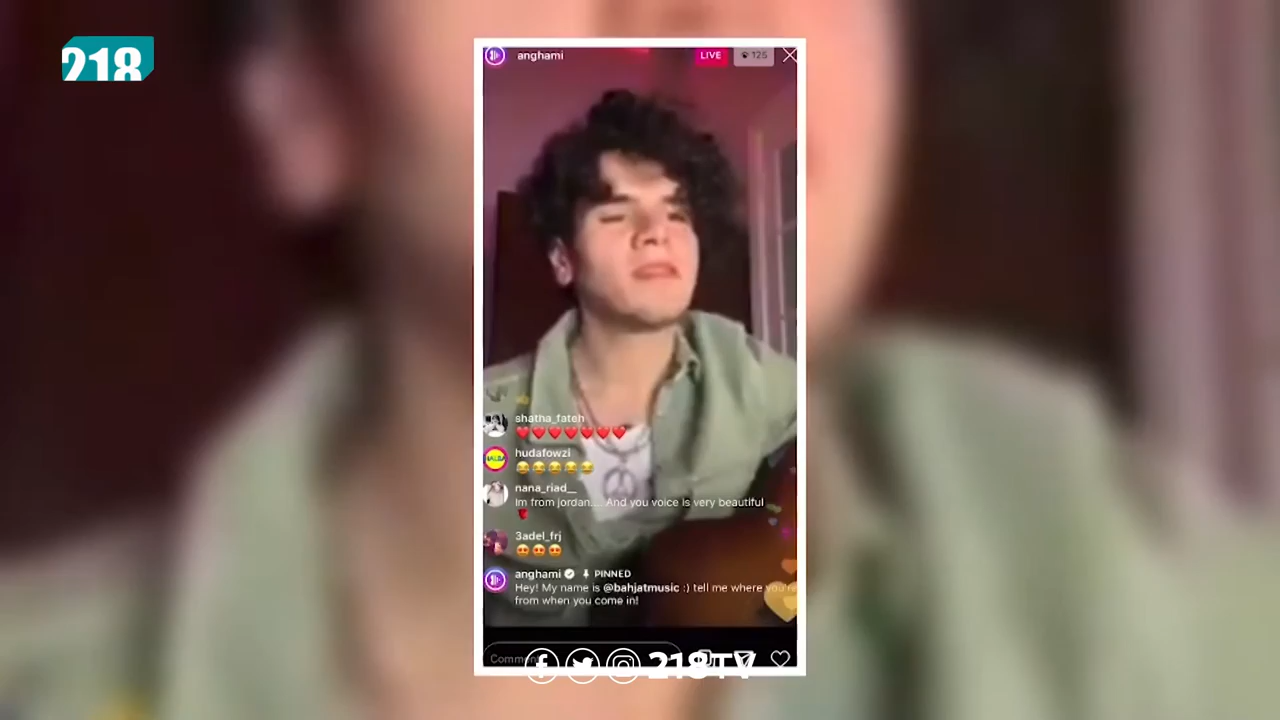 218
anghami
LIVE
125
shatha_fateh
hudafowzi
nana_riad__
Im from jordan.... And you voice is very beautiful
3adel_frj
anghami PINNED
Hey! My name is @bahjatmusic :) tell me where you're
from when you come in!
218TV